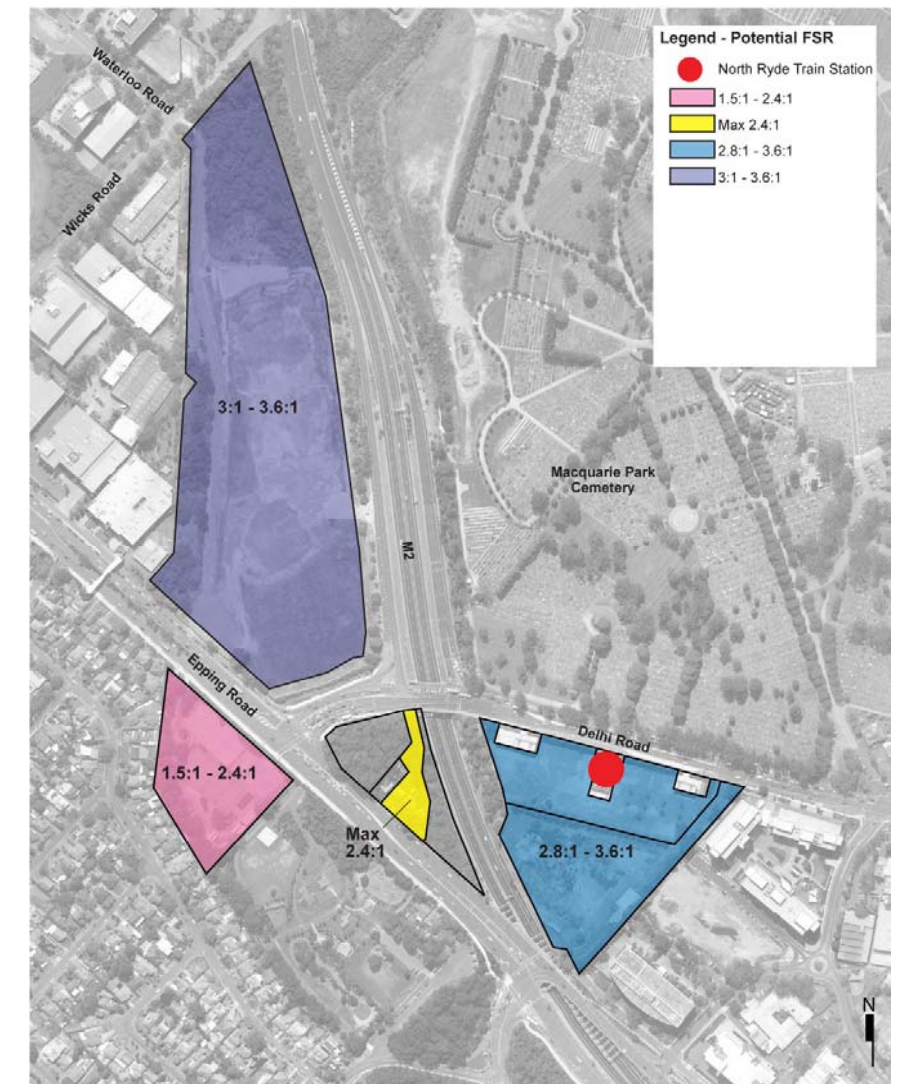 Legend - Potential FSR
North Ryde Train Station
1.5:1 - 2.4:1
Max 2.4:1
2.8:1 - 3.6:1
3:1 - 3.6:1
Waterloo Road
Wicks Road
3:1 - 3.6:1
Macquarie Park
Cemetery
M2
Epping Road
Delhi Road
1.5:1 - 2.4:1
Max
2.4:1
2.8:1 - 3.6:1
N